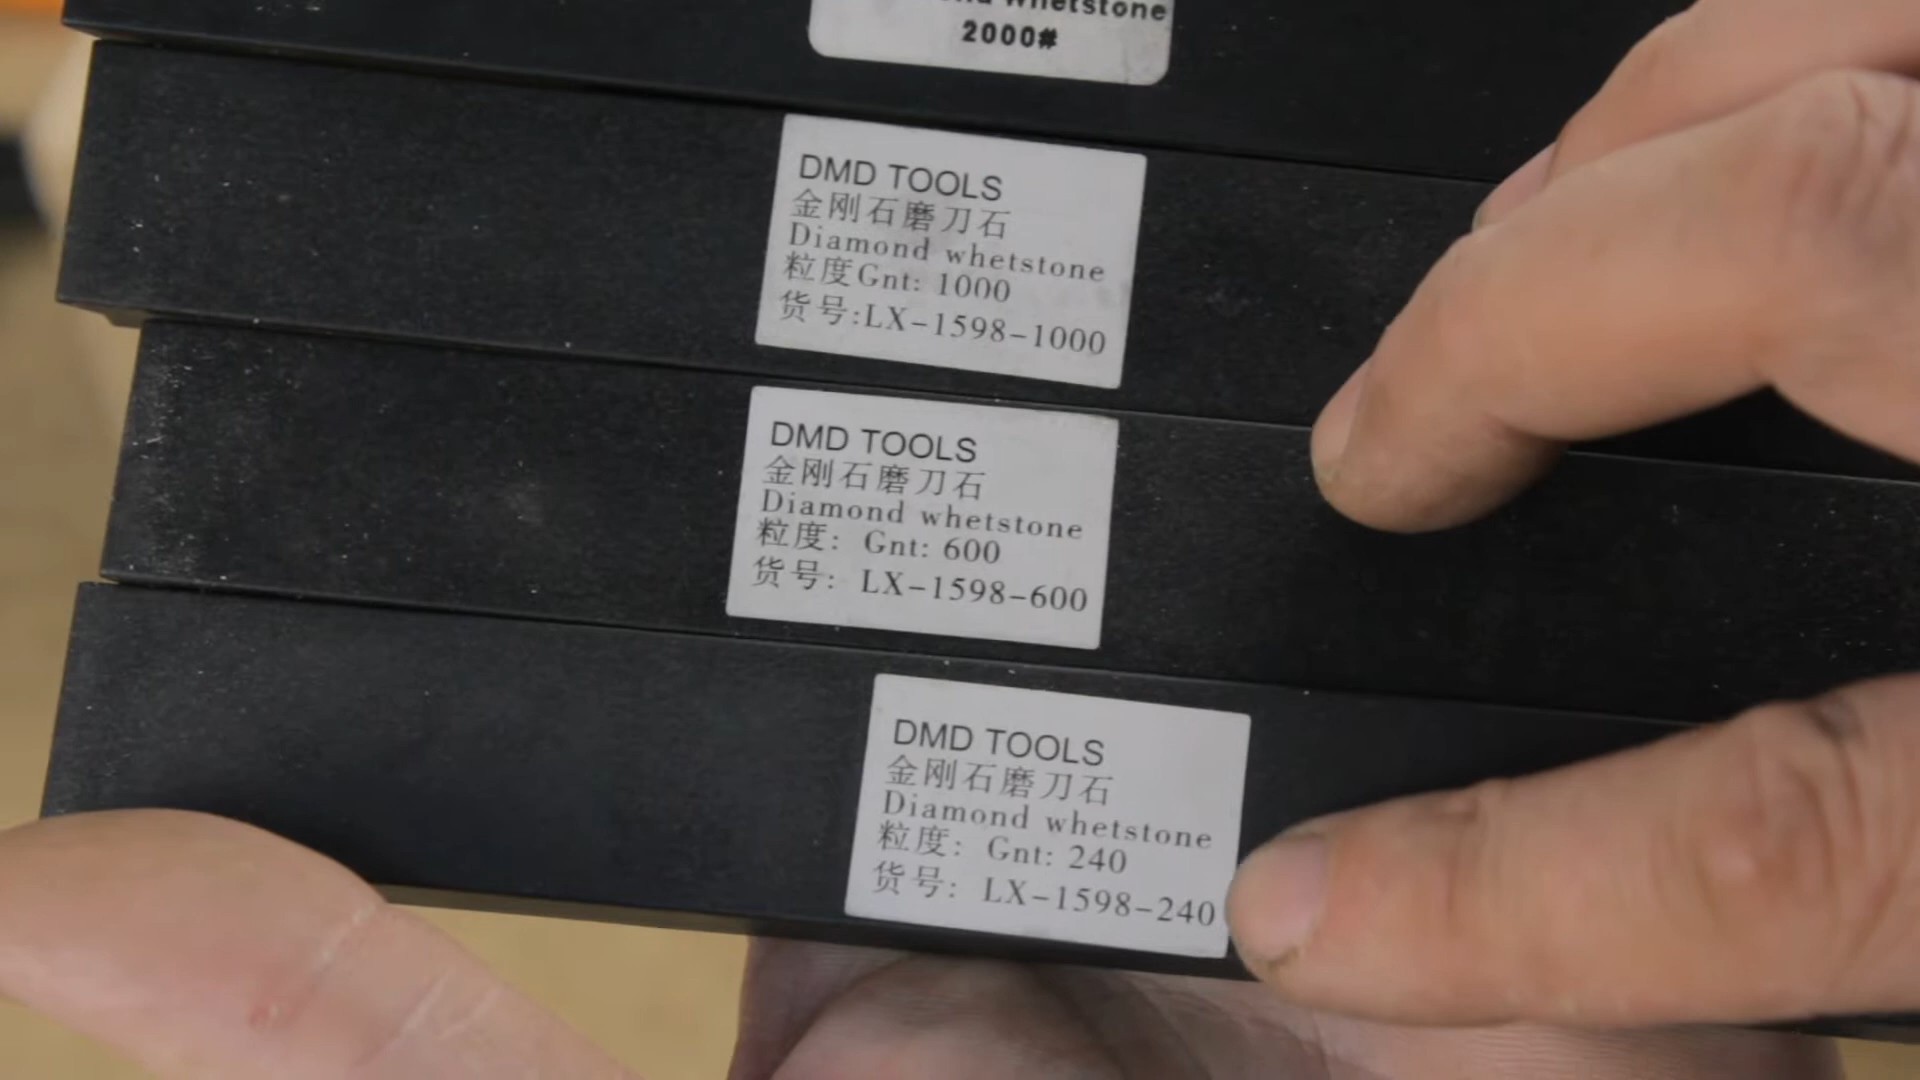 whetstone
2000#
DMD TOOLS
金刚石磨刀石
Diamond whetstone
粒度Gnt: 1000
货号:LX-1598-1000
DMD TOOLS
金刚石磨刀石
Diamond whetstone
粒度: Gnt: 600
货号: LX-1598-600
DMD TOOLS
金刚石磨刀石
Diamond whetstone
粒度: Gnt: 240
货号: LX-1598-240